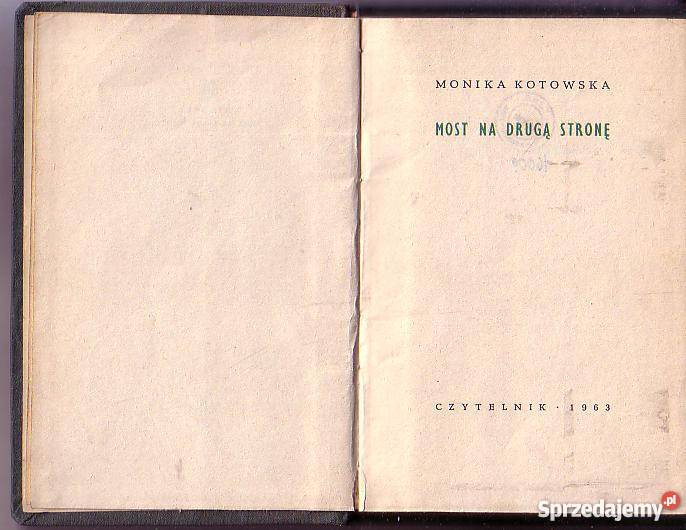 MONIKA KOTOWSKA
MOST NA DRUGĄ STRONĘ
CZYTELNIK · 1963
Sprzedajemy.pl